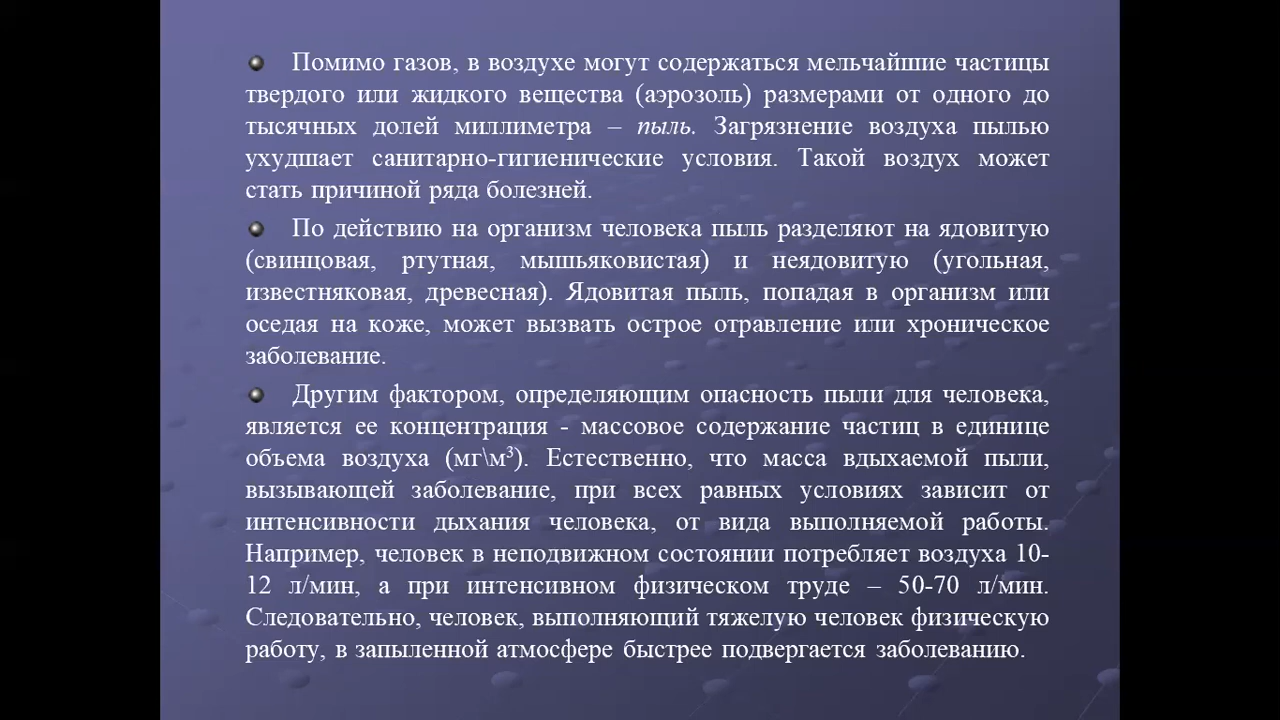 Помимо газов, в воздухе могут содержаться мельчайшие частицы
твердого или жидкого вещества (аэрозоль) размерами от одного до
тысячных долей миллиметра – пыль. Загрязнение воздуха пылью
ухудшает санитарно-гигиенические условия. Такой воздух может
стать причиной ряда болезней.
По действию на организм человека пыль разделяют на ядовитую
(свинцовая, ртутная, мышьяковистая) и неядовитую (угольная,
известняковая, древесная). Ядовитая пыль, попадая в организм или
оседая на коже, может вызвать острое отравление или хроническое
заболевание.
Другим фактором, определяющим опасность пыли для человека,
является ее концентрация - массовое содержание частиц в единице
объема воздуха (мг\м³). Естественно, что масса вдыхаемой пыли,
вызывающей заболевание, при всех равных условиях зависит от
интенсивности дыхания человека, от вида выполняемой работы.
Например, человек в неподвижном состоянии потребляет воздуха 10-
12 л/мин, а при интенсивном физическом труде – 50-70 л/мин.
Следовательно, человек, выполняющий тяжелую человек физическую
работу, в запыленной атмосфере быстрее подвергается заболеванию.